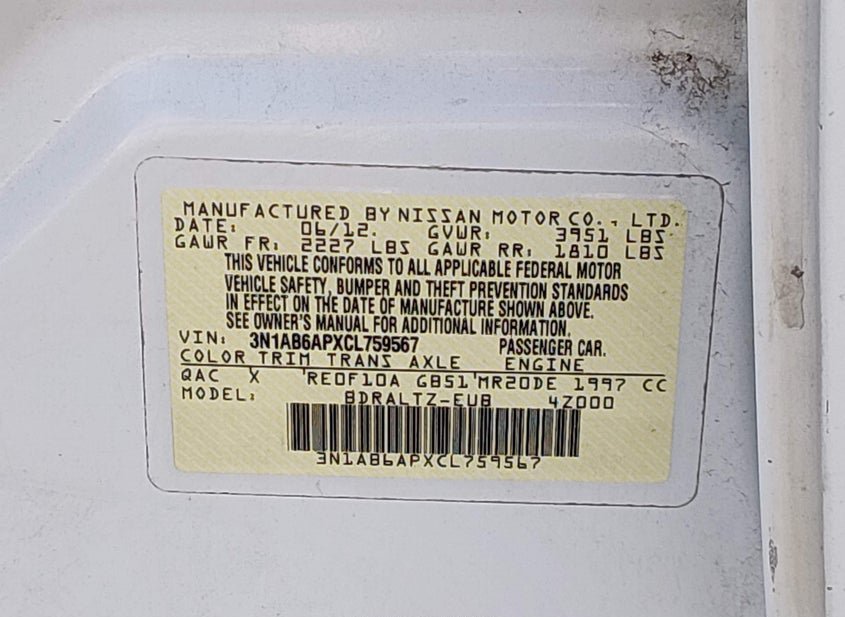 MANUFACTURED BY NISSAN MOTOR CO., LTD.
DATE: 06/12. GVWR: 3951 LBS
GAWR FR: 2227 LBS GAWR RR: 1810 LBS
THIS VEHICLE CONFORMS TO ALL APPLICABLE FEDERAL MOTOR
VEHICLE SAFETY, BUMPER AND THEFT PREVENTION STANDARDS
IN EFFECT ON THE DATE OF MANUFACTURE SHOWN ABOVE.
SEE OWNER'S MANUAL FOR ADDITIONAL INFORMATION.
VIN: 3N1AB6APXCL759567 PASSENGER CAR.
COLOR TRIM TRANS AXLE ENGINE
QAC X RE0F10A GB51 MR20DE 1997 CC
MODEL: BDRALTZ-EUB 4Z000
3N1AB6APXCL759567